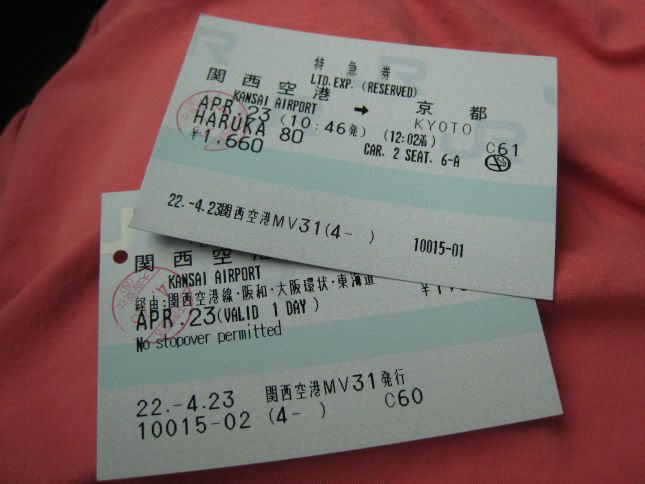 特急券
LTD.EXP. (RESERVED)
関西空港 → 京都
KANSAI AIRPORT KYOTO
APR.23 (10:46発) (12:02着) C61
HARUKA 80 CAR. 2 SEAT. 6-A
¥1,660
22.-4.23関西空港MV31(4- ) 10015-01
関西空
KANSAI AIRPORT
経由:関西空港線・阪和・大阪環状・東海道
APR.23(VALID 1 DAY)
No stopover permitted
22.-4.23 関西空港MV31発行
10015-02 (4- ) C60